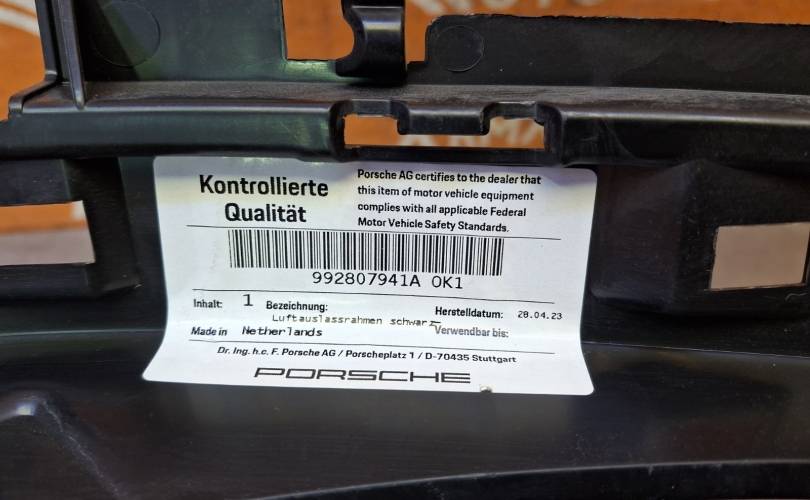 Kontrollierte
Qualität
Porsche AG certifies to the dealer that
this item of motor vehicle equipment
complies with all applicable Federal
Motor Vehicle Safety Standards.
992807941A OK1
Inhalt: 1 Bezeichnung: Herstelldatum: 28.04.23
Luftauslassrahmen schwarz
Verwendbar bis:
Made in Netherlands
Dr. Ing. h.c. F. Porsche AG / Porscheplatz 1 / D-70435 Stuttgart
PORSCHE